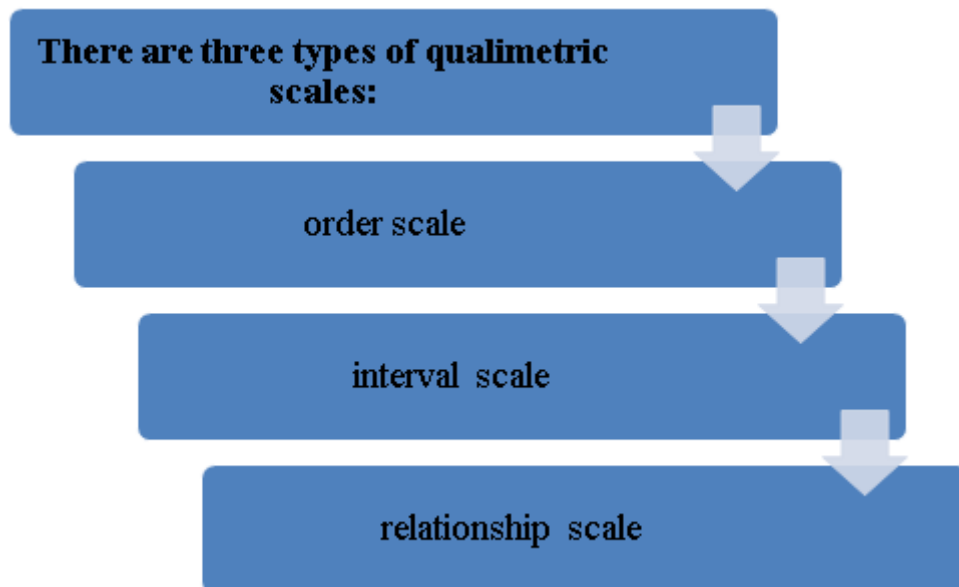 There are three types of qualimetric
scales:
order scale
interval scale
relationship scale